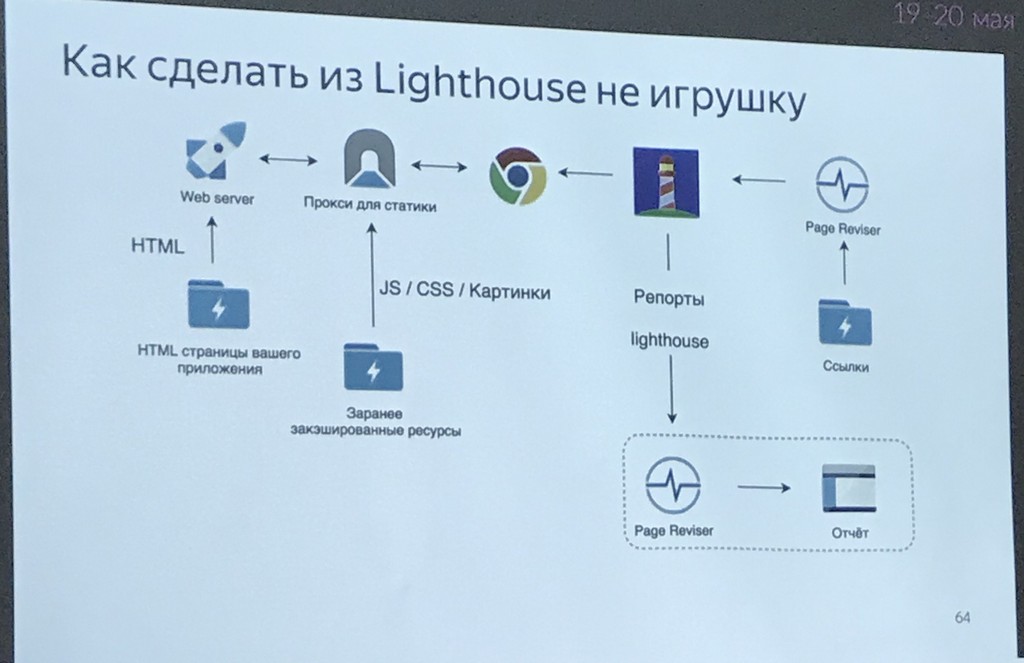 19–20 мая
Как сделать из Lighthouse не игрушку
Web server
Прокси для статики
Page Reviser
HTML
JS / CSS / Картинки
Репорты
lighthouse
HTML страницы вашего
приложения
Заранее
закэшированные ресурсы
Ссылки
Page Reviser
Отчёт
64